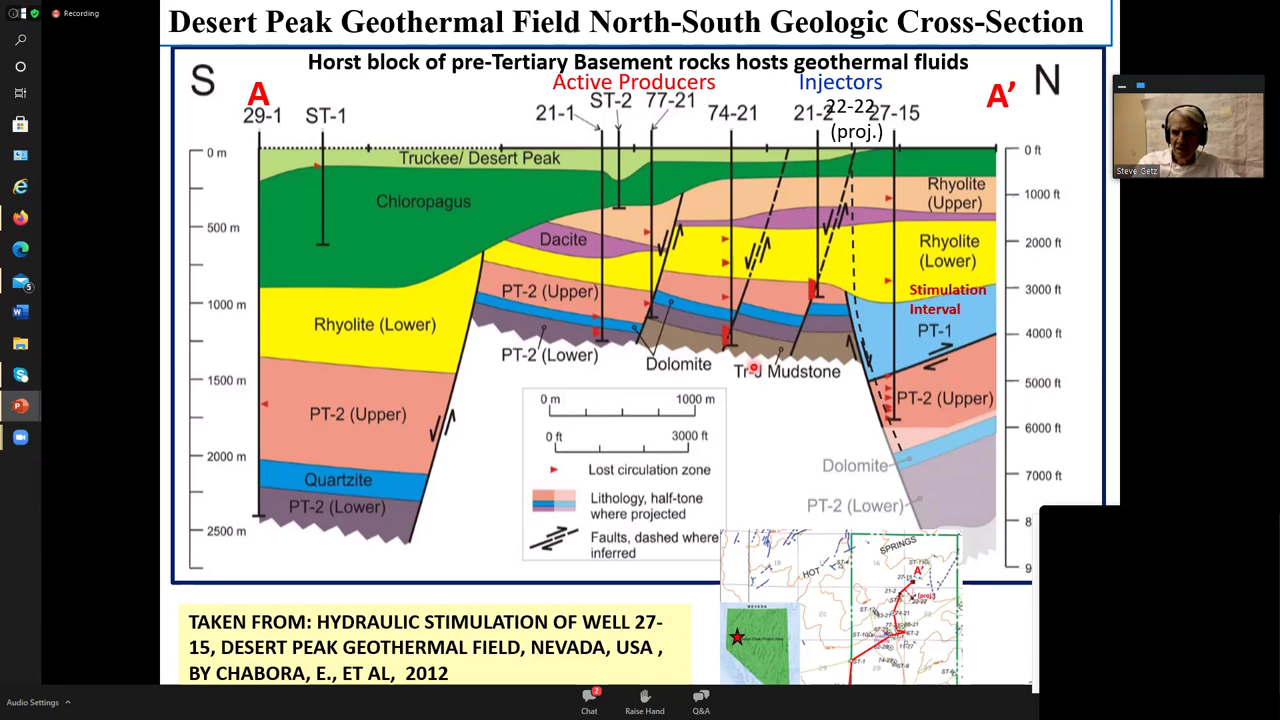 Recording
Desert Peak Geothermal Field North-South Geologic Cross-Section
Horst block of pre-Tertiary Basement rocks hosts geothermal fluids
S
N
A
A'
Active Producers
Injectors
29-1
ST-1
21-1
ST-2
77-21
74-21
21-2
22-22
(proj.)
27-15
Steve Getz
0 m
500 m
1000 m
1500 m
2000 m
2500 m
0 ft
1000 ft
2000 ft
3000 ft
4000 ft
5000 ft
6000 ft
7000 ft
8
9
Truckee/ Desert Peak
Chloropagus
Dacite
Rhyolite
(Upper)
Rhyolite
(Lower)
Stimulation
Interval
PT-1
PT-2 (Upper)
Rhyolite (Lower)
PT-2 (Lower)
Dolomite
Tr-J Mudstone
PT-2 (Upper)
PT-2 (Upper)
Quartzite
PT-2 (Lower)
Dolomite
PT-2 (Lower)
0 m
1000 m
0 ft
3000 ft
Lost circulation zone
Lithology, half-tone
where projected
Faults, dashed where
inferred
HOT
SPRINGS
A'
NEVADA
TAKEN FROM: HYDRAULIC STIMULATION OF WELL 27-
15, DESERT PEAK GEOTHERMAL FIELD, NEVADA, USA ,
BY CHABORA, E., ET AL, 2012
5
2
Audio Settings
Chat
Raise Hand
Q&A